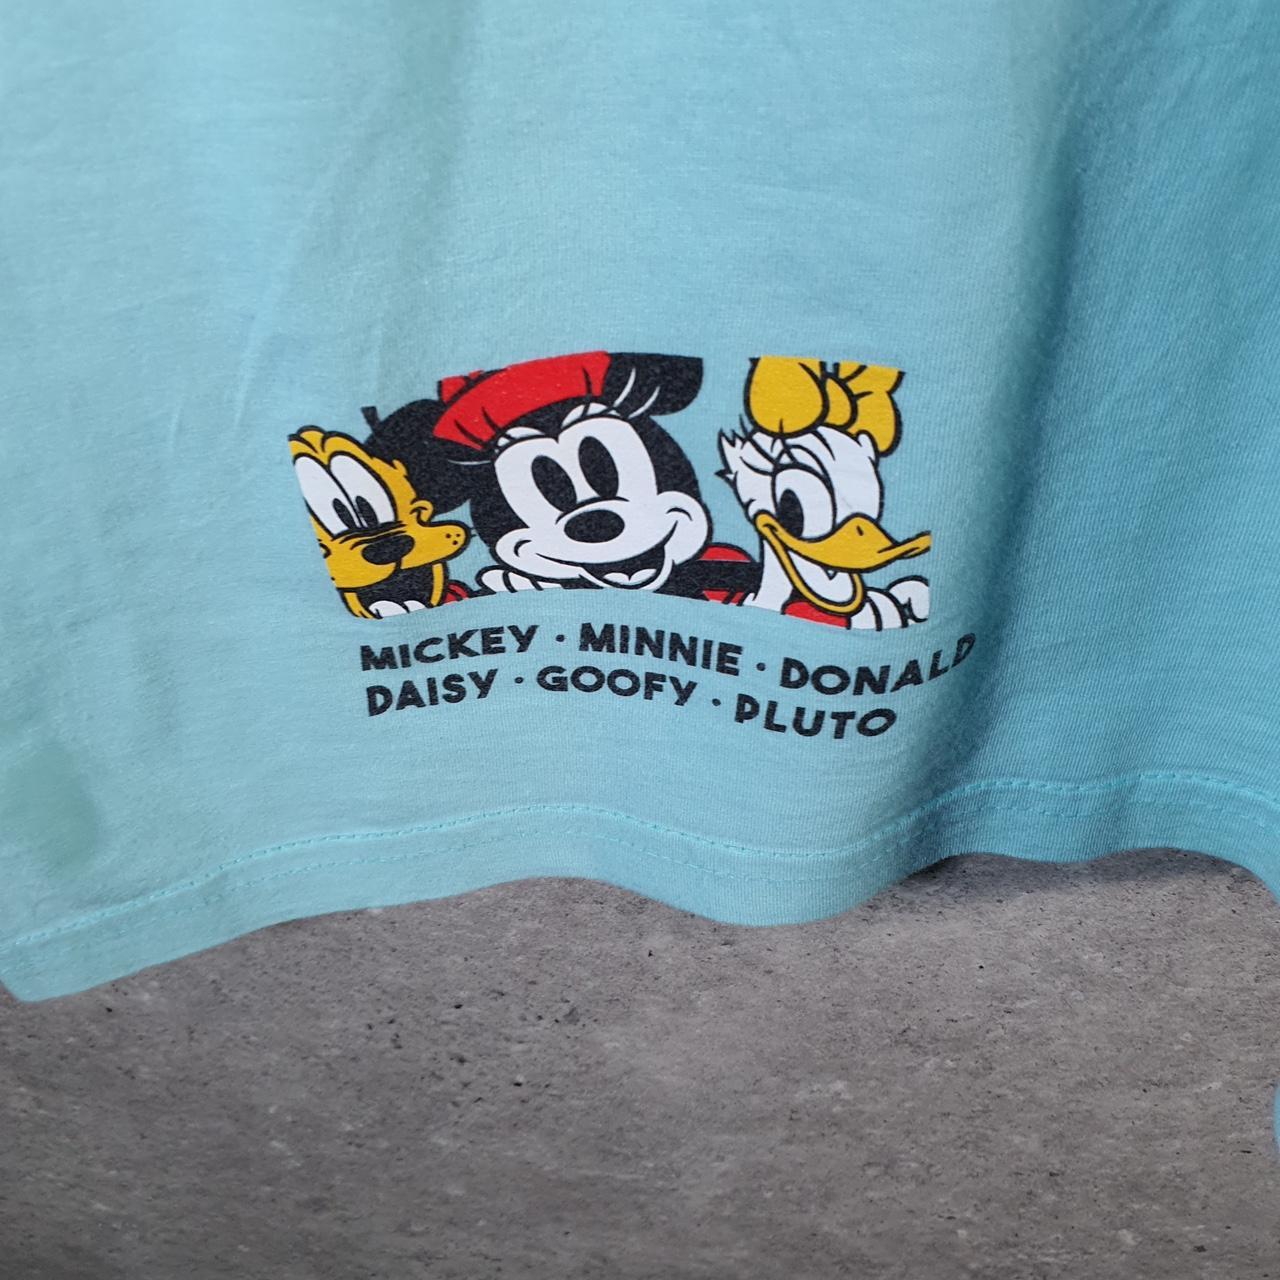 MICKEY · MINNIE · DONALD
DAISY · GOOFY · PLUTO